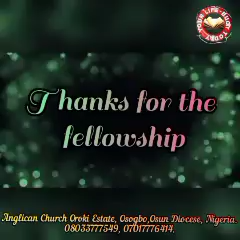 Thanks for the
fellowship
Anglican Church Oroki Estate, Osogbo,Osun Diocese, Nigeria.
08033777549, 07017776414.